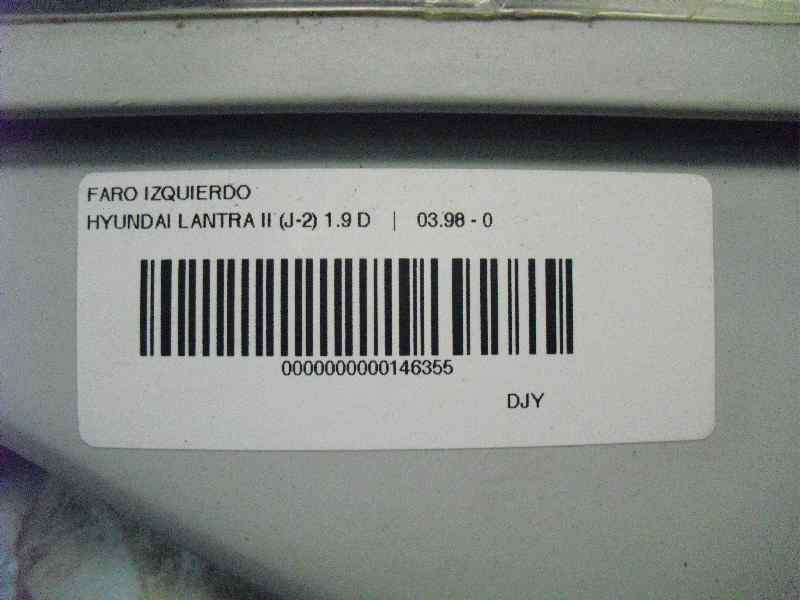 FARO IZQUIERDO
HYUNDAI LANTRA II (J-2) 1.9 D | 03.98 - 0
0000000000146355
DJY